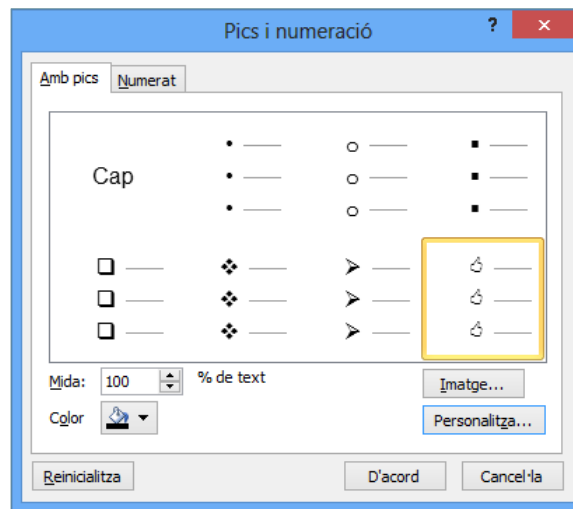 Pics i numeració
Amb pics Numerat
Cap
Mida: 100 % de text Imatge...
Color Personalitza...
Reinicialitza D'acord Cancel·la